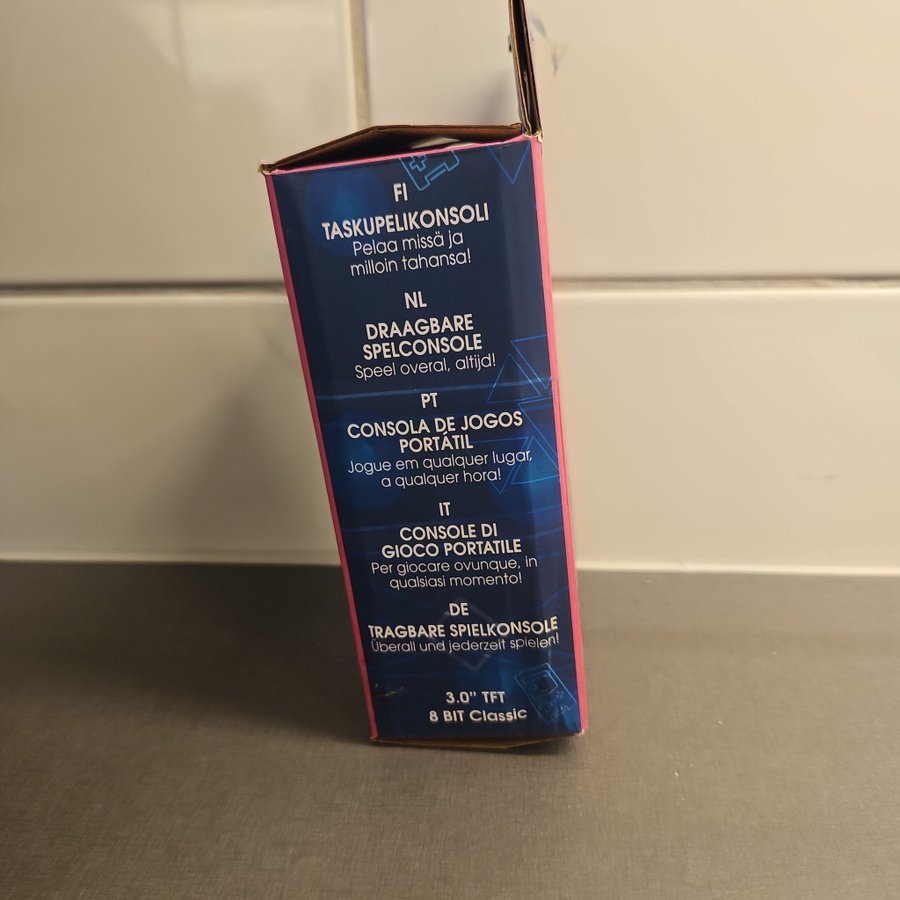 FI
TASKUPELIKONSOLI
Pelaa missä ja
milloin tahansa!
NL
DRAAGBARE
SPELCONSOLE
Speel overal, altijd!
PT
CONSOLA DE JOGOS
PORTÁTIL
Jogue em qualquer lugar,
a qualquer hora!
IT
CONSOLE DI
GIOCO PORTATILE
Per giocare ovunque, in
qualsiasi momento!
DE
TRAGBARE SPIELKONSOLE
Überall und jederzeit spielen!
3.0" TFT
8 BIT Classic